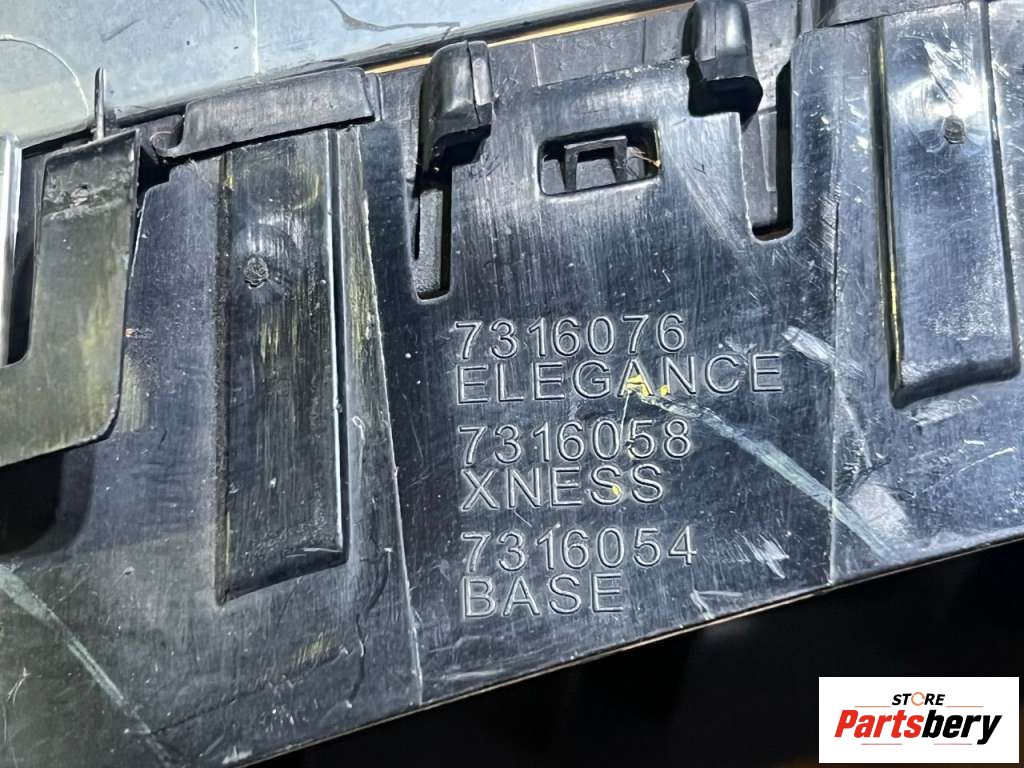 7316076
ELEGANCE
7316058
XNESS
7316054
BASE
STORE
Partsbery